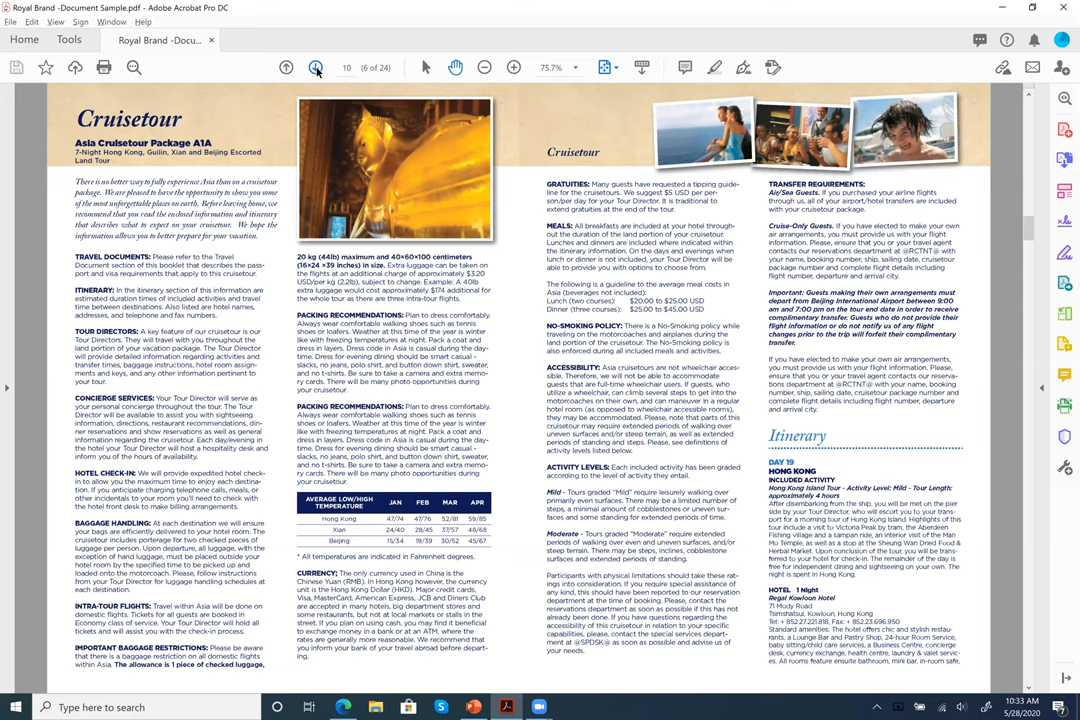 Royal Brand -Document Sample.pdf - Adobe Acrobat Pro DC
File Edit View Sign Window Help
Home Tools Royal Brand -Docu... ×
10 (6 of 24) 75.7%
Cruisetour
Asia Cruisetour Package A1A
7-Night Hong Kong, Guilin, Xian and Beijing Escorted
Land Tour
There is no better way to fully experience Asia than on a cruisetour
package. We are pleased to have the opportunity to show you some
of the most unforgettable places on earth. Before leaving home, we
recommend that you read the enclosed information and itinerary
that describes what to expect on your cruisetour. We hope the
information allows you to better prepare for your vacation.
TRAVEL DOCUMENTS: Please refer to the Travel
Document section of this booklet that describes the pass-
port and visa requirements that apply to this cruisetour.
ITINERARY: In the itinerary section of this information are
estimated duration times of included activities and travel
time between destinations. Also listed are hotel names,
addresses, and telephone and fax numbers.
TOUR DIRECTORS: A key feature of our cruisetour is our
Tour Directors. They will travel with you throughout the
land portion of your vacation package. The Tour Director
will provide detailed information regarding activities and
transfer times, baggage instructions, hotel room assign-
ments and keys, and any other information pertinent to
your tour.
CONCIERGE SERVICES: Your Tour Director will serve as
your personal concierge throughout the tour. The Tour
Director will be available to assist you with sightseeing
information, directions, restaurant recommendations, din-
ner reservations and show reservations as well as general
information regarding the cruisetour. Each day/evening in
the hotel your Tour Director will host a hospitality desk and
inform you of the hours of availability.
HOTEL CHECK-IN: We will provide expedited hotel check-
in to allow you the maximum time to enjoy each destina-
tion. If you anticipate charging telephone calls, meals, or
other incidentals to your room you'll need to check with
the hotel front desk to make billing arrangements.
BAGGAGE HANDLING: At each destination we will ensure
your bags are efficiently delivered to your hotel room. The
cruisetour includes porterage for two checked pieces of
luggage per person. Upon departure, all luggage, with the
exception of hand luggage, must be placed outside your
hotel room by the specified time to be picked up and
loaded onto the motorcoach. Please, follow instructions
from your Tour Director for luggage handling schedules at
each destination.
INTRA-TOUR FLIGHTS: Travel within Asia will be done on
domestic flights. Tickets for all guests are booked in
Economy class of service. Your Tour Director will hold all
tickets and will assist you with the check-in process.
IMPORTANT BAGGAGE RESTRICTIONS: Please be aware
that there is a baggage restriction on all domestic flights
within Asia. The allowance is 1 piece of checked luggage,
20 kg (44lb) maximum and 40×60×100 centimeters
(16×24 ×39 inches) in size. Extra luggage can be taken on
the flights at an additional charge of approximately $3.20
USD/per kg (2.2lb), subject to change. Example: A 40lb
extra luggage would cost approximately $174 additional for
the whole tour as there are three intra-tour flights.
PACKING RECOMMENDATIONS: Plan to dress comfortably.
Always wear comfortable walking shoes such as tennis
shoes or loafers. Weather at this time of the year is winter
like with freezing temperatures at night. Pack a coat and
dress in layers. Dress code in Asia is casual during the day-
time. Dress for evening dining should be smart casual -
slacks, no jeans, polo shirt, and button down shirt, sweater,
and no t-shirts. Be sure to take a camera and extra memo-
ry cards. There will be many photo opportunities during
your cruisetour.
PACKING RECOMMENDATIONS: Plan to dress comfortably.
Always wear comfortable walking shoes such as tennis
shoes or loafers. Weather at this time of the year is winter
like with freezing temperatures at night. Pack a coat and
dress in layers. Dress code in Asia is casual during the day-
time. Dress for evening dining should be smart casual -
slacks, no jeans, polo shirt, and button down shirt, sweater,
and no t-shirts. Be sure to take a camera and extra memo-
ry cards. There will be many photo opportunities during
your cruisetour.
AVERAGE LOW/HIGH TEMPERATURE JAN FEB MAR APR
Hong Kong 47/74 47/76 52/81 59/85
Xian 24/40 28/45 37/57 48/68
Beijing 15/34 19/39 30/52 45/67
* All temperatures are indicated in Fahrenheit degrees.
CURRENCY; The only currency used in China is the
Chinese Yuan (RMB). In Hong Kong however, the currency
unit is the Hong Kong Dollar (HKD). Major credit cards,
Visa, MasterCard, American Express, JCB and Diners Club
are accepted in many hotels, big department stores and
some restaurants, but not at local markets or stalls in the
street. If you plan on using cash, you may find it beneficial
to exchange money in a bank or at an ATM, where the
rates are generally more reasonable. We recommend that
you inform your bank of your travel abroad before depart-
ing.
Cruisetour
GRATUITIES: Many guests have requested a tipping guide-
line for the cruisetours. We suggest $5 USD per per-
son/per day for your Tour Director. It is traditional to
extend gratuities at the end of the tour.
MEALS: All breakfasts are included at your hotel through-
out the duration of the land portion of your cruisetour.
Lunches and dinners are included where indicated within
the itinerary information. On the days and evenings when
lunch or dinner is not included, your Tour Director will be
able to provide you with options to choose from.
The following is a guideline to the average meal costs in
Asia (beverages not included):
Lunch (two courses): $20.00 to $25.00 USD
Dinner (three courses): $25.00 to $45.00 USD
NO-SMOKING POLICY: There is a No-Smoking policy while
traveling on the motorcoaches and airplanes during the
land portion of the cruisetour. The No-Smoking policy is
also enforced during all included meals and activities.
ACCESSIBILITY: Asia cruisetours are not wheelchair acces-
sible. Therefore, we will not be able to accommodate
guests that are full-time wheelchair users. If guests, who
utilize a wheelchair, can climb several steps to get into the
motorcoaches on their own, and can maneuver in a regular
hotel room (as opposed to wheelchair accessible rooms),
they may be accommodated. Please, note that parts of this
cruisetour may require extended periods of walking over
uneven surfaces and/or steep terrain, as well as extended
periods of standing and steps. Please, see definitions of
activity levels listed below.
ACTIVITY LEVELS: Each included activity has been graded
according to the level of activity they entail.
Mild - Tours graded "Mild" require leisurely walking over
primarily even surfaces. There may be a limited number of
steps, a minimal amount of cobblestones or uneven sur-
faces and some standing for extended periods of time.
Moderate - Tours graded "Moderate" require extended
periods of walking over even and uneven surfaces, and/or
steep terrain. There may be steps, inclines, cobblestone
surfaces and extended periods of standing.
Participants with physical limitations should take these rat-
ings into consideration. If you require special assistance of
any kind, this should have been reported to our reservation
department at the time of booking. Please, contact the
reservations department as soon as possible if this has not
already been done. If you have questions regarding the
accessibility of this cruisetour in relation to your specific
capabilities, please, contact the special services depart-
ment at @SPDSK@ as soon as possible and advise us of
your needs.
TRANSFER REQUIREMENTS:
Air/Sea Guests. If you purchased your airline flights
through us, all of your airport/hotel transfers are included
with your cruisetour package.
Cruise-Only Guests. If you have elected to make your own
air arrangements, you must provide us with your flight
information. Please, ensure that you or your travel agent
contacts our reservations department at @RCTNT@ with
your name, booking number, ship, sailing date, cruisetour
package number and complete flight details including
flight number, departure and arrival city.
Important: Guests making their own arrangements must
depart from Beijing International Airport between 9:00
am and 7:00 pm on the tour end date in order to receive
complimentary transfer. Guests who do not provide their
flight information or do not notify us of any flight
changes prior to the trip will forfeit their complimentary
transfer.
If you have elected to make your own air arrangements,
you must provide us with your flight information. Please,
ensure that you or your travel agent contacts our reserva-
tions department at @RCTNT@ with your name, booking
number, ship, sailing date, cruisetour package number and
complete flight details including flight number, departure
and arrival city.
Itinerary
DAY 19
HONG KONG
INCLUDED ACTIVITY
Hong Kong Island Tour - Activity Level: Mild - Tour Length:
approximately 4 hours
After disembarking from the ship, you will be met on the pier
side by your Tour Director, who will escort you to your trans-
port for a morning tour of Hong Kong Island. Highlights of this
tour include a visit to Victoria Peak by tram, the Aberdeen
Fishing village and a sampan ride, an interior visit of the Man
Mo Temple, as well as a stop at the Sheung Wan Dried Food &
Herbal Market. Upon conclusion of the tour, you will be trans-
ferred to your hotel for check-in. The remainder of the day is
free for independent dining and sightseeing on your own. The
night is spent in Hong Kong.
HOTEL 1 Night
Regal Kowloon Hotel
71 Mody Road
Tsimshatsui, Kowloon, Hong Kong
Tel: + 852.27.221.818, Fax: + 852.23.696.950
Standard amenities: The hotel offers chic and stylish restau-
rants, a Lounge Bar and Pastry Shop, 24-hour Room Service,
baby sitting/child care services, a Business Centre, concierge
desk, currency exchange, health centre, laundry & valet servic-
es. All rooms feature ensuite bathroom, mini bar, in-room safe,
Type here to search
10:33 AM
5/28/2020